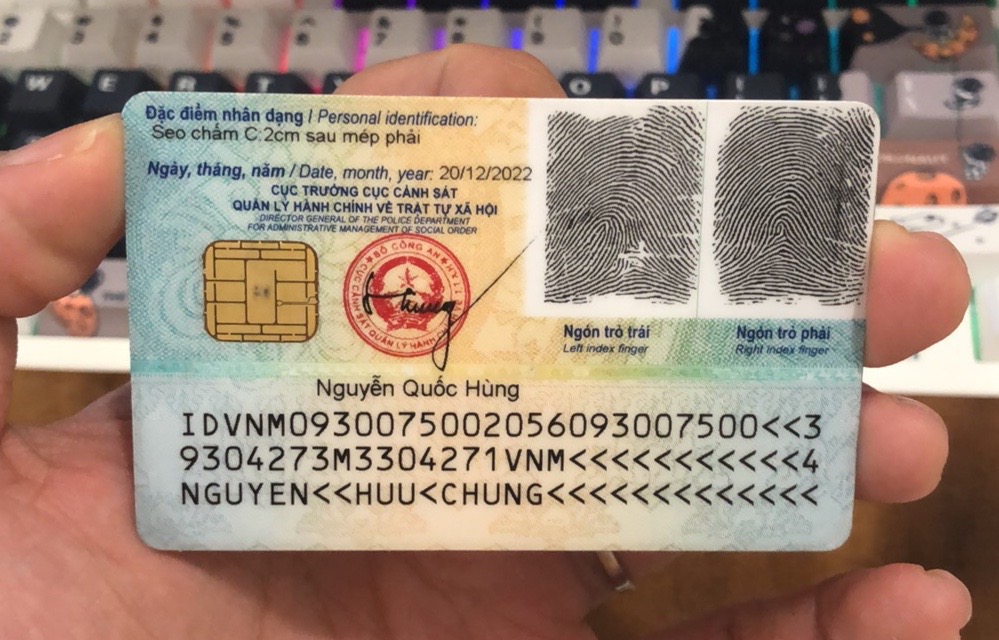 Đặc điểm nhân dạng / Personal identification:
Sẹo chấm C:2cm sau mép phải
Ngày, tháng, năm / Date, month, year: 20/12/2022
CỤC TRƯỞNG CỤC CẢNH SÁT
QUẢN LÝ HÀNH CHÍNH VỀ TRẬT TỰ XÃ HỘI
DIRECTOR GENERAL OF THE POLICE DEPARTMENT
FOR ADMINISTRATIVE MANAGEMENT OF SOCIAL ORDER
BỘ CÔNG AN
CỤC CẢNH SÁT QUẢN LÝ HÀNH
Ngón trỏ trái
Left index finger
Ngón trỏ phải
Right index finger
Nguyễn Quốc Hùng
IDVNM0930075002056093007500<<3
9304273M3304271VNM<<<<<<<<<<<4
NGUYEN<<HUU<CHUNG<<<<<<<<<<<<<
W E R T Y O P